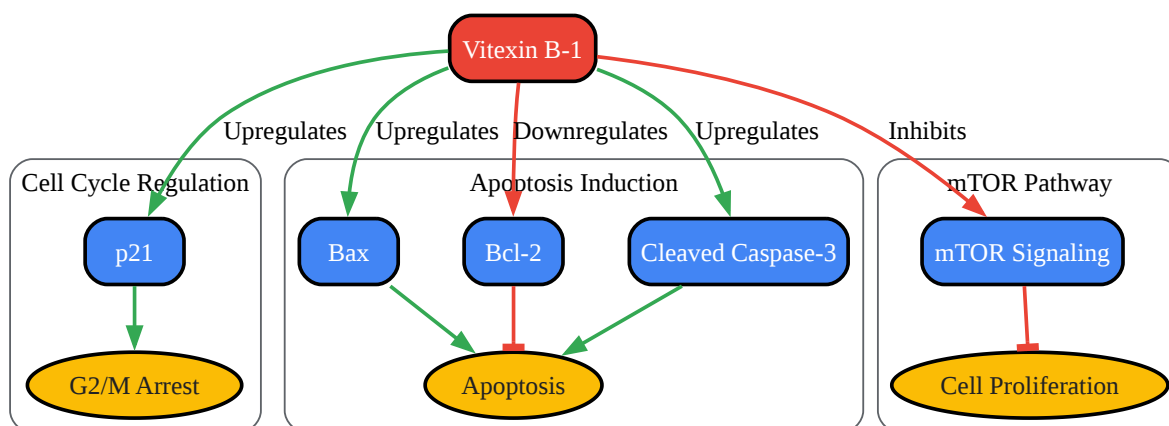 Vitexin B-1
Upregulates
Upregulates
Downregulates
Upregulates
Inhibits
Cell Cycle Regulation
Apoptosis Induction
mTOR Pathway
p21
Bax
Bcl-2
Cleaved Caspase-3
mTOR Signaling
G2/M Arrest
Apoptosis
Cell Proliferation